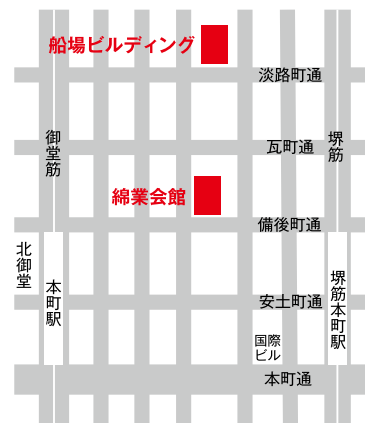 船場ビルディング
淡路町通
御堂筋
瓦町通
堺筋
綿業会館
備後町通
北御堂
本町駅
安土町通
堺筋本町駅
国際
ビル
本町通